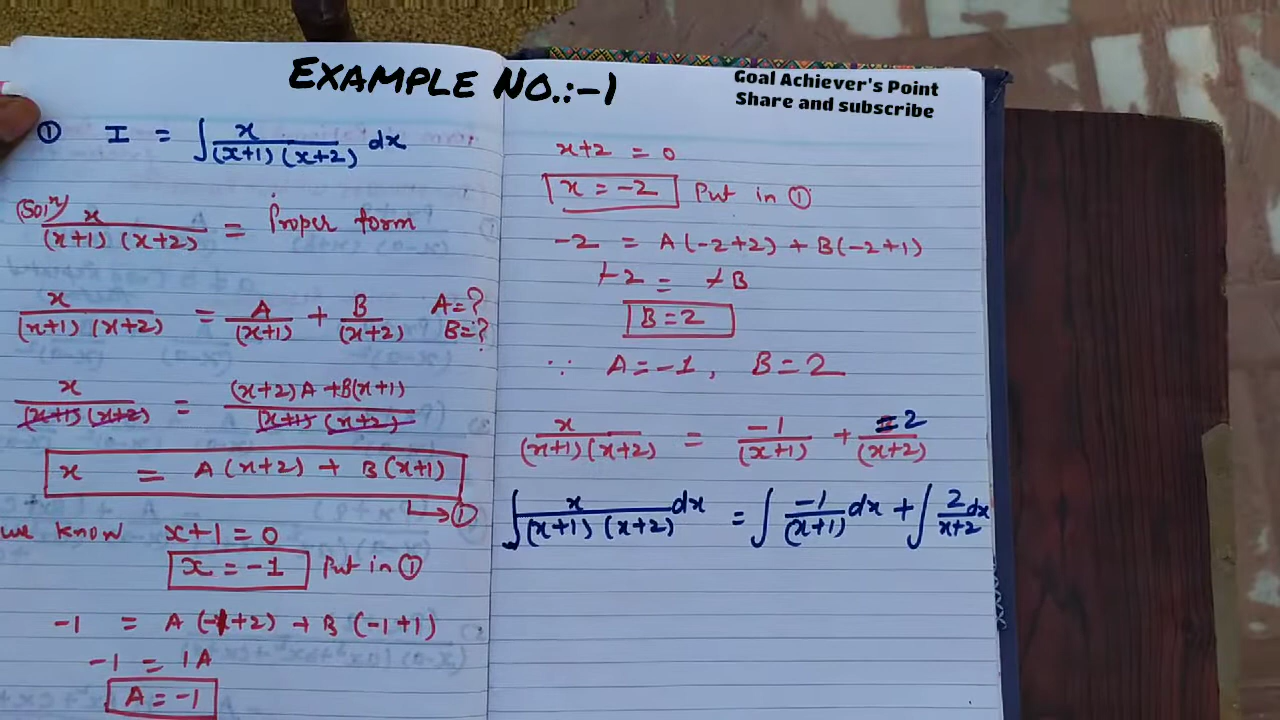 EXAMPLE NO.:-1
Goal Achiever's Point
Share and subscribe
① I = ∫ x/((x+1)(x+2)) dx
(Solⁿ) x/((x+1)(x+2)) = Proper form
x/((x+1)(x+2)) = A/(x+1) + B/(x+2) A=? B=?
x/((x+1)(x+2)) = ((x+2)A + B(x+1))/((x+1)(x+2))
x = A(x+2) + B(x+1)
→①
we know x+1=0
x = -1 Put in ①
-1 = A(-1+2) + B(-1+1)
-1 = 1A
A = -1
x+2 = 0
x = -2 Put in ①
-2 = A(-2+2) + B(-2+1)
-2 = -B
B = 2
∵ A = -1, B = 2
x/((x+1)(x+2)) = -1/(x+1) + 2/(x+2)
∫ x/((x+1)(x+2)) dx = ∫ -1/(x+1) dx + ∫ 2/(x+2) dx